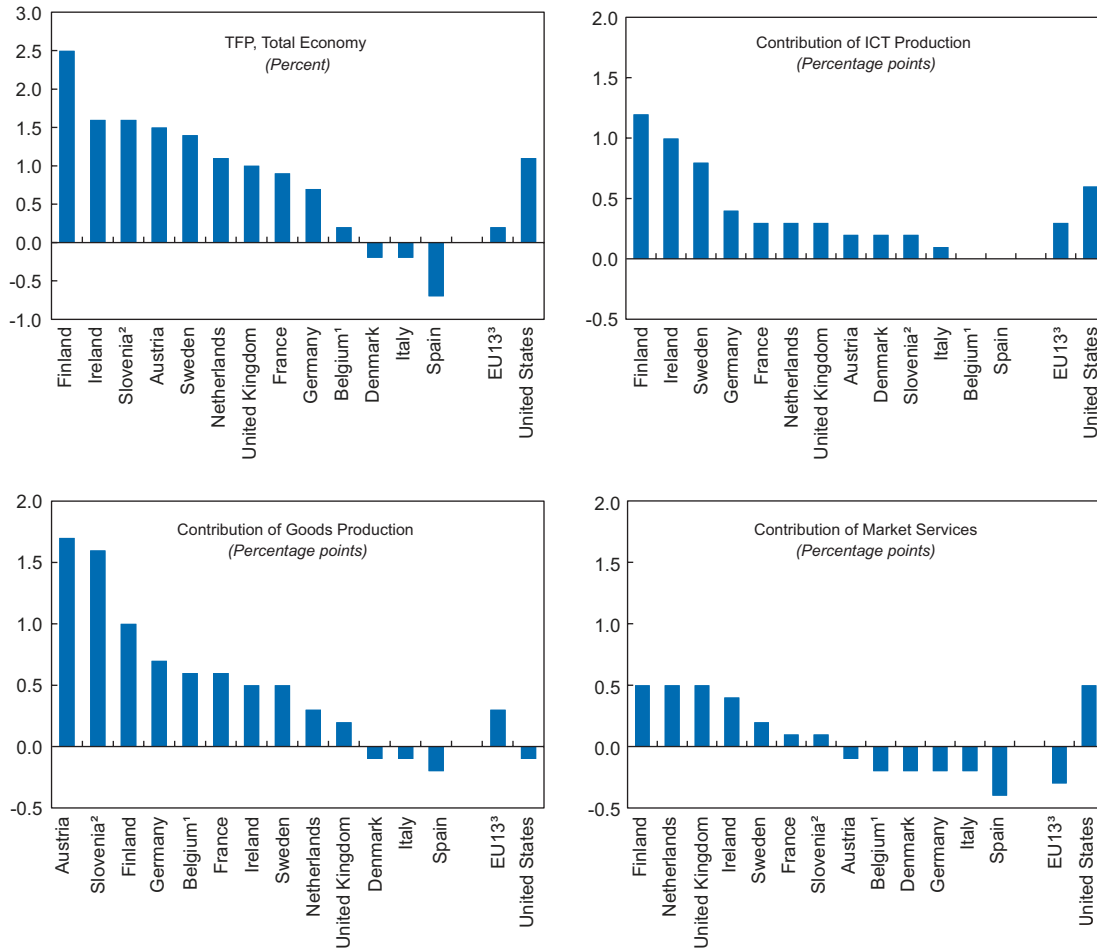 TFP, Total Economy
(Percent)
3.0
2.5
2.0
1.5
1.0
0.5
0.0
-0.5
-1.0
Finland
Ireland
Slovenia²
Austria
Sweden
Netherlands
United Kingdom
France
Germany
Belgium¹
Denmark
Italy
Spain
EU13³
United States
Contribution of ICT Production
(Percentage points)
2.0
1.5
1.0
0.5
0.0
-0.5
Finland
Ireland
Sweden
Germany
France
Netherlands
United Kingdom
Austria
Denmark
Slovenia²
Italy
Belgium¹
Spain
EU13³
United States
Contribution of Goods Production
(Percentage points)
2.0
1.5
1.0
0.5
0.0
-0.5
Austria
Slovenia²
Finland
Germany
Belgium¹
France
Ireland
Sweden
Netherlands
United Kingdom
Denmark
Italy
Spain
EU13³
United States
Contribution of Market Services
(Percentage points)
2.0
1.5
1.0
0.5
0.0
-0.5
Finland
Netherlands
United Kingdom
Ireland
Sweden
France
Slovenia²
Austria
Belgium¹
Denmark
Germany
Italy
Spain
EU13³
United States